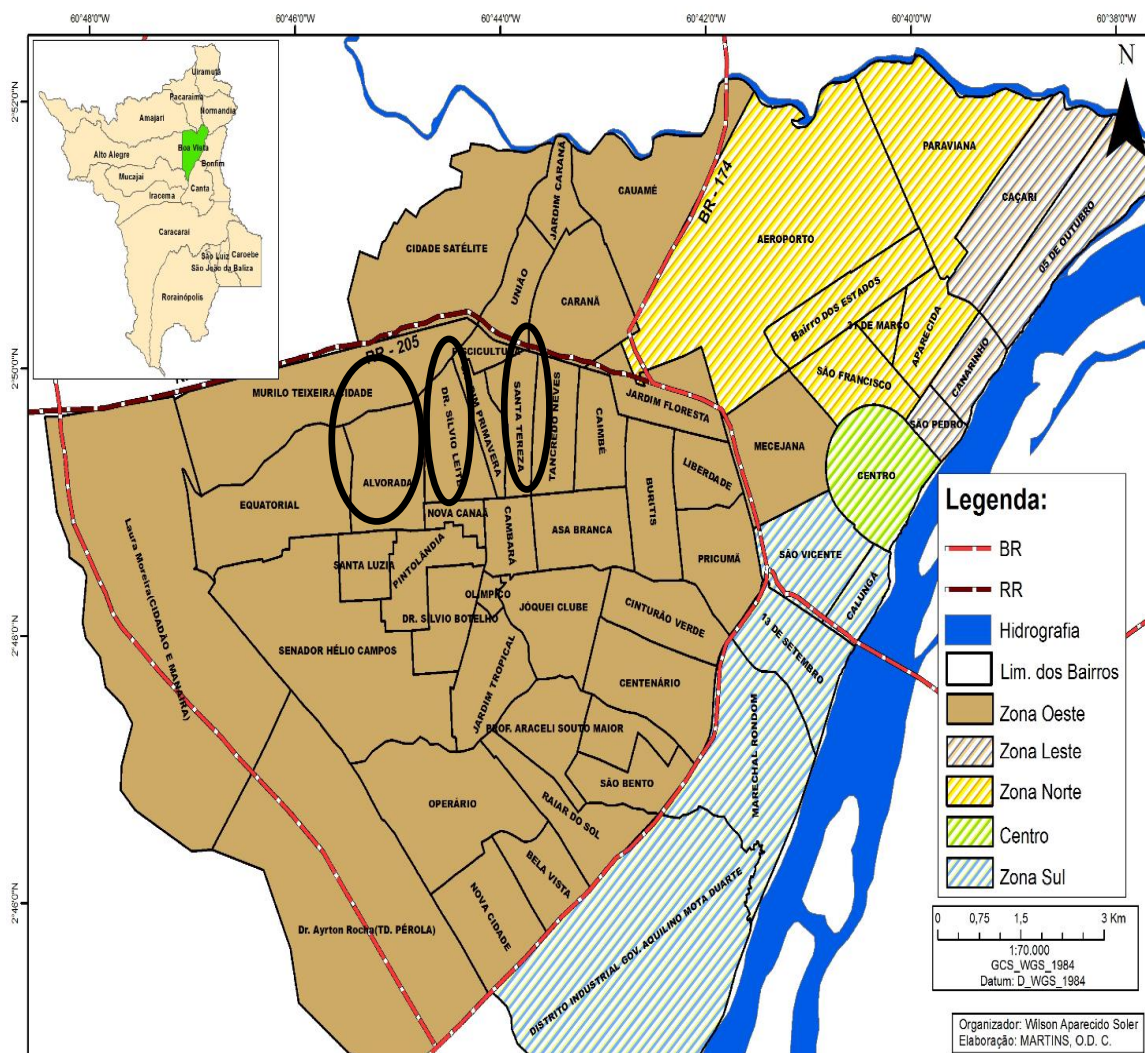 60°48'0"W
60°46'0"W
60°44'0"W
60°42'0"W
60°40'0"W
60°38'0"W
2°52'0"N
2°50'0"N
2°48'0"N
2°46'0"N
N
Uiramutã
Pacaraima
Normandia
Amajari
Boa Vista
Alto Alegre
Bonfim
Mucajai
Canta
Iracema
Caracaraí
São Luiz
Caroebe
São João da Baliza
Rorainópolis
BR - 174
PARAVIANA
CAÇARI
05 DE OUTUBRO
AEROPORTO
Bairro DOS ESTADOS
31 DE MARÇO
APARECIDA
CANARINHO
SÃO FRANCISCO
SÃO PEDRO
CENTRO
MECEJANA
JARDIM CARANÃ
CAUAMÉ
CIDADE SATÉLITE
UNIÃO
CARANÃ
RR - 205
PISCICULTURA
MURILO TEIXEIRA CIDADE
DR. SILVIO LEITE
JARDIM PRIMAVERA
SANTA TEREZA
TANCREDO NEVES
CAIMBÉ
JARDIM FLORESTA
LIBERDADE
BURITIS
ALVORADA
EQUATORIAL
NOVA CANAÃ
CAMBARÁ
ASA BRANCA
PRICUMÃ
SÃO VICENTE
CALUNGÁ
SANTA LUZIA
PINTOLÂNDIA
OLIMPICO
DR. SILVIO BOTELHO
JÓQUEI CLUBE
CINTURÃO VERDE
13 DE SETEMBRO
Laura Moreira(CIDADÃO E MANAÍRA)
SENADOR HÉLIO CAMPOS
JARDIM TROPICAL
CENTENÁRIO
PROF. ARACELI SOUTO MAIOR
MARECHAL RONDOM
SÃO BENTO
OPERÁRIO
RAIAR DO SOL
BELA VISTA
NOVA CIDADE
Dr. Ayrton Rocha(TD. PÉROLA)
DISTRITO INDUSTRIAL GOV. AQUILINO MOTA DUARTE
Legenda:
BR
RR
Hidrografia
Lim. dos Bairros
Zona Oeste
Zona Leste
Zona Norte
Centro
Zona Sul
0 0,75 1,5 3 Km
1:70.000
GCS_WGS_1984
Datum: D_WGS_1984
Organizador: Wilson Aparecido Soler
Elaboração: MARTINS, O.D. C.